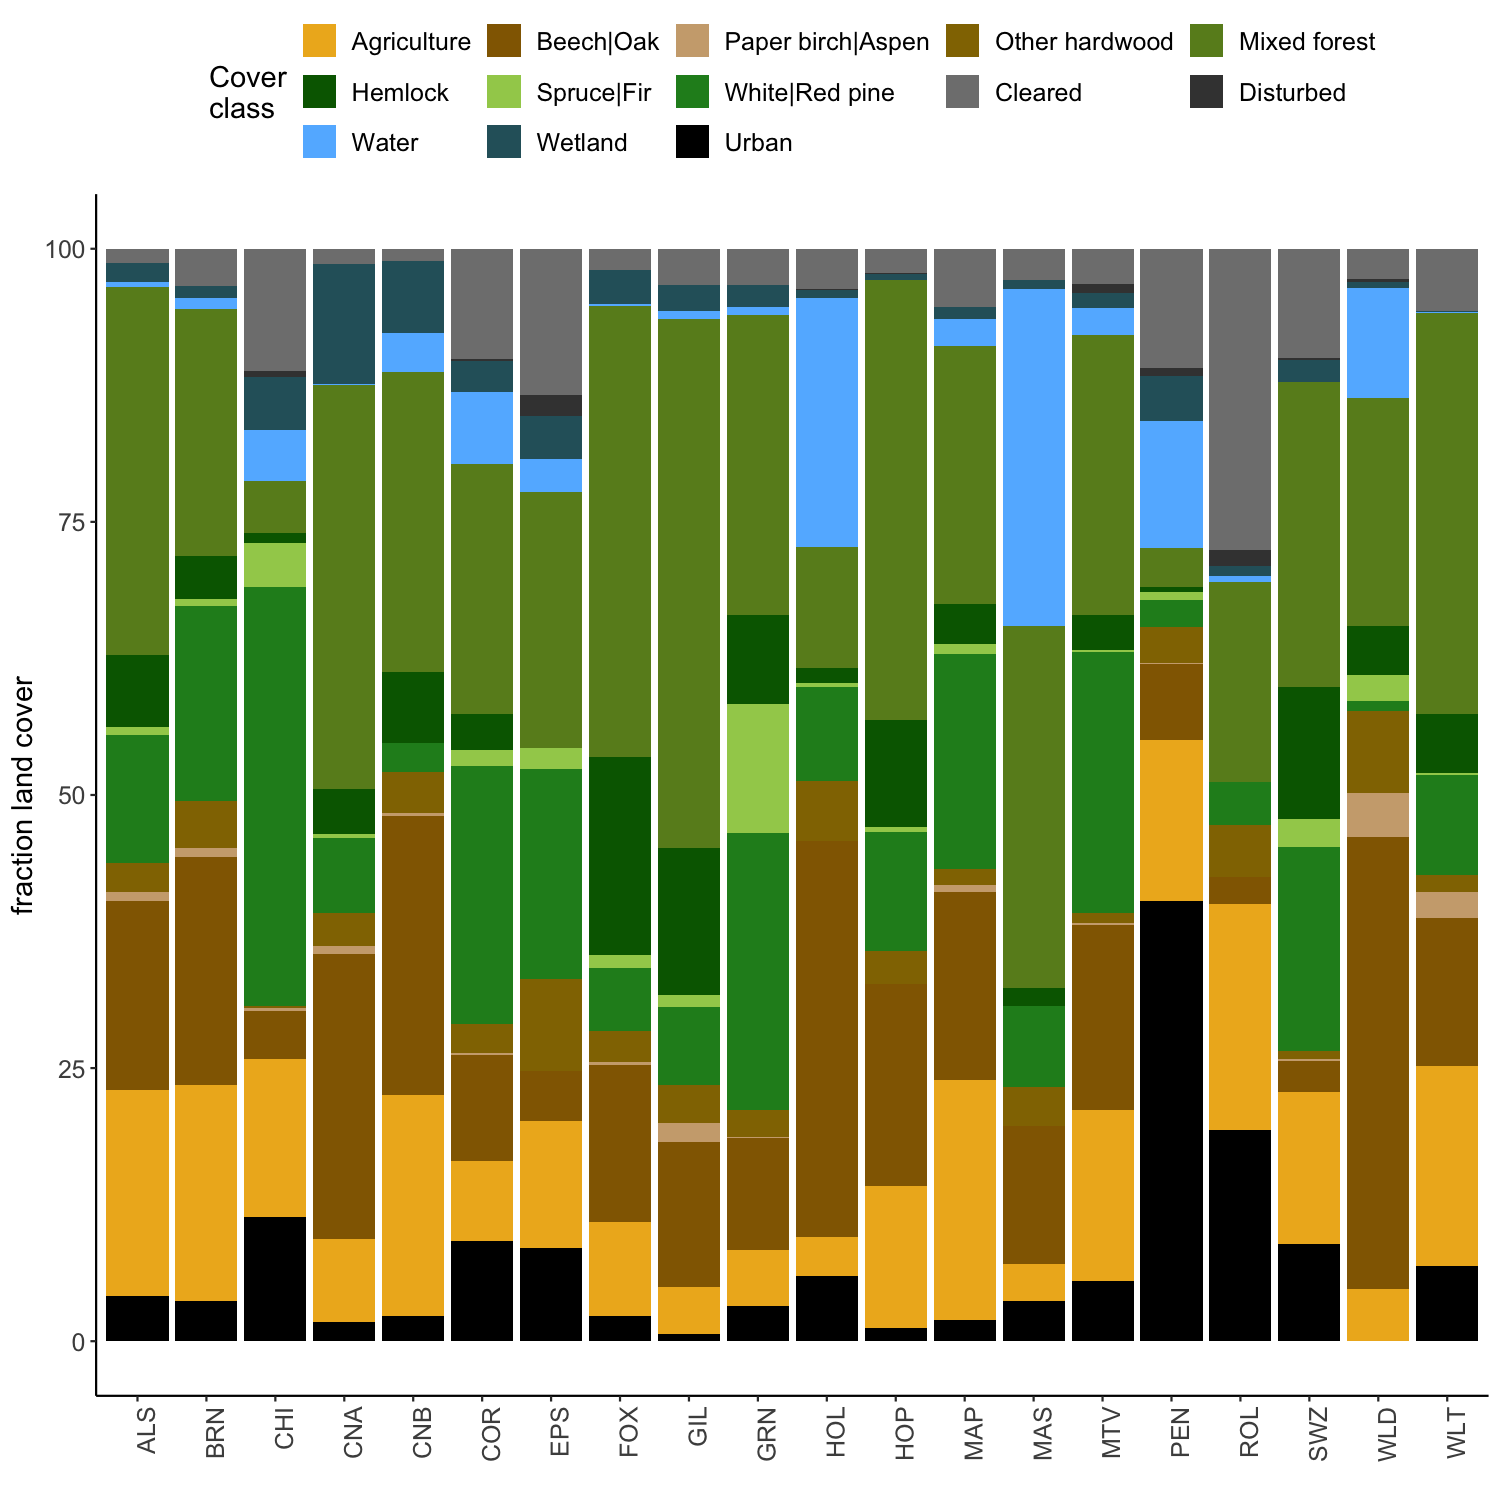 Cover
class
Agriculture Beech|Oak Paper birch|Aspen Other hardwood Mixed forest
Hemlock Spruce|Fir White|Red pine Cleared Disturbed
Water Wetland Urban
fraction land cover
100
75
50
25
0
ALS BRN CHI CNA CNB COR EPS FOX GIL GRN HOL HOP MAP MAS MTV PEN ROL SWZ WLD WLT